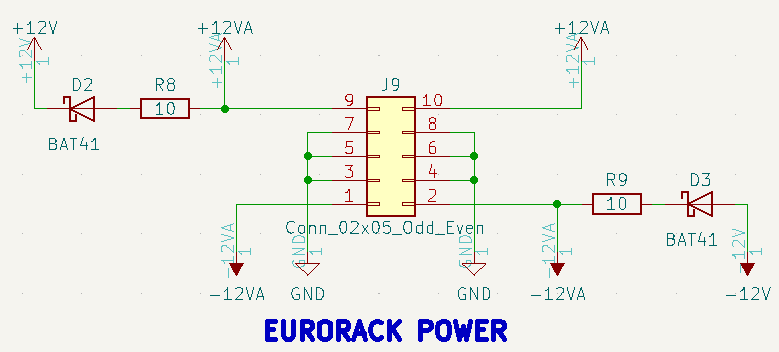 +12V
+12VA
+12VA
+12V
1
+12VA
1
+12VA
1
D2
R8
J9
10
BAT41
9
10
7
8
5
6
3
4
1
2
R9
D3
10
BAT41
Conn_02x05_Odd_Even
-12VA
1
GND
1
GND
1
-12VA
1
-12V
1
-12VA
GND
GND
-12VA
-12V
EURORACK POWER